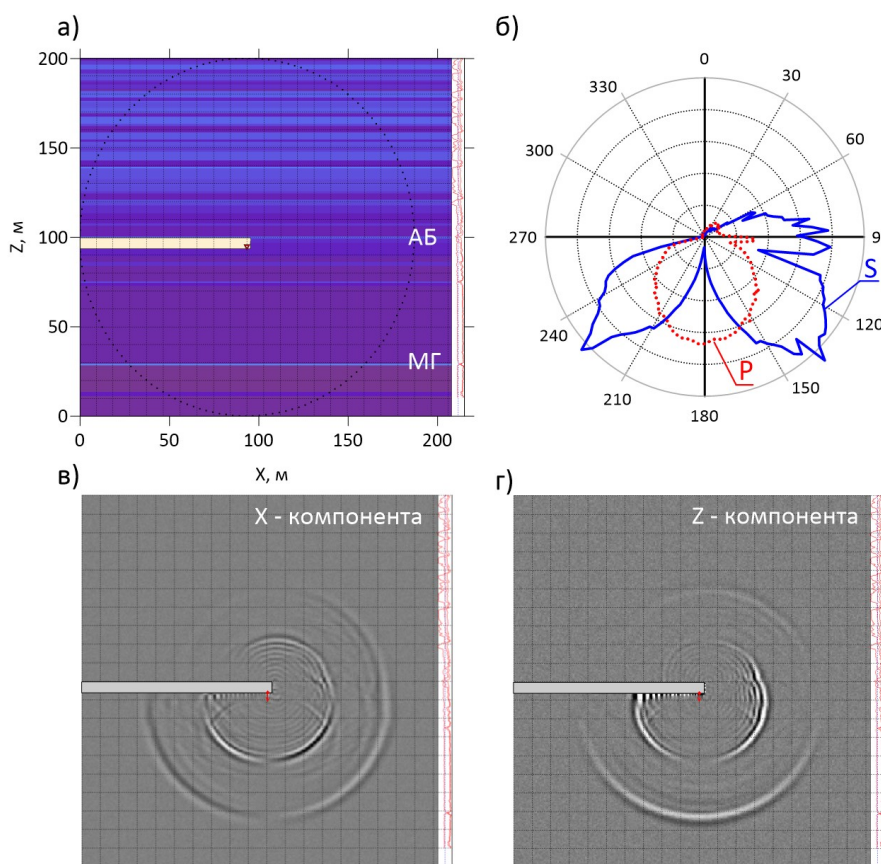 а)
200
150
100
50
0
Z, м
0
50
100
150
200
X, м
АБ
МГ
б)
0
30
60
9
120
150
180
210
240
270
300
330
S
P
в)
X - компонента
г)
Z - компонента